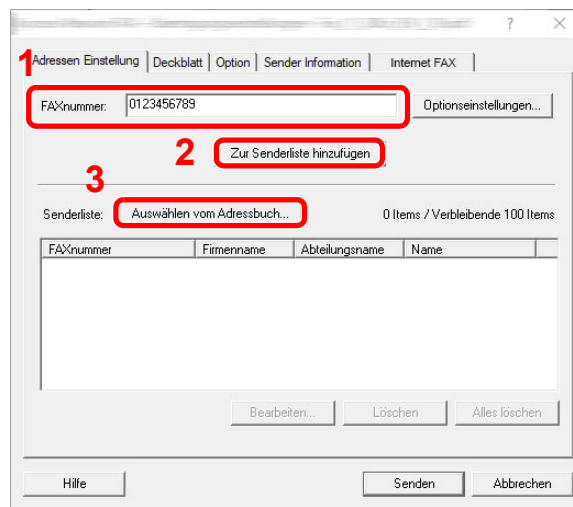 ?
1
Adressen Einstellung Deckblatt Option Sender Information Internet FAX
FAXnummer: 0123456789 Optionseinstellungen...
2 Zur Senderliste hinzufügen
3
Senderliste: Auswählen vom Adressbuch... 0 Items / Verbleibende 100 Items
FAXnummer Firmenname Abteilungsname Name
Bearbeiten... Löschen Alles löschen
Hilfe Senden Abbrechen